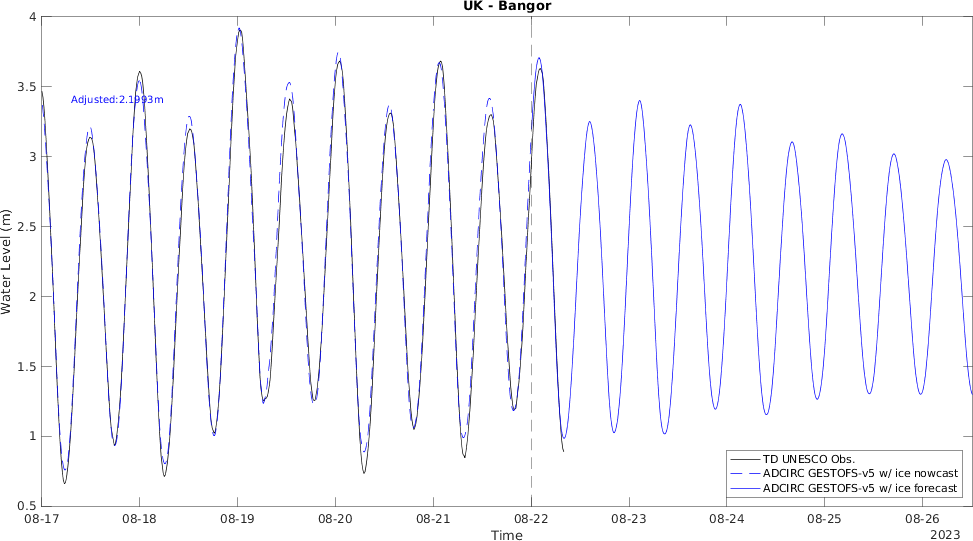 UK - Bangor
4
3.5
3
2.5
2
1.5
1
0.5
Water Level (m)
Adjusted:2.1993m
TD UNESCO Obs.
ADCIRC GESTOFS-v5 w/ ice nowcast
ADCIRC GESTOFS-v5 w/ ice forecast
08-17 08-18 08-19 08-20 08-21 08-22 08-23 08-24 08-25 08-26
Time
2023